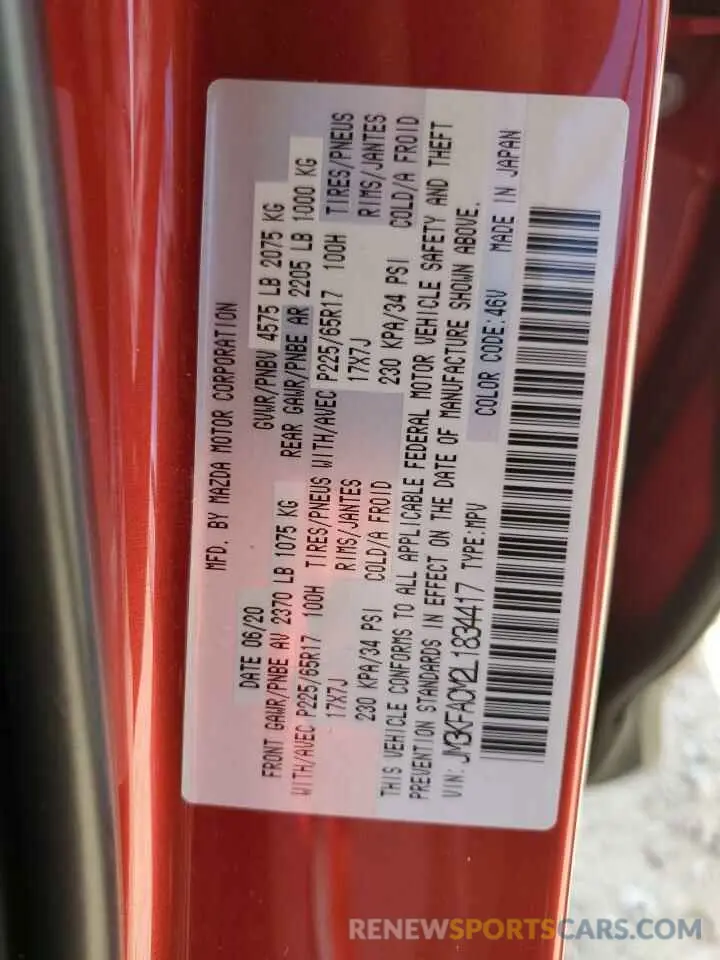 MFD. BY MAZDA MOTOR CORPORATION
DATE 06/20 GVWR/PNBV 4575 LB 2075 KG
FRONT GAWR/PNBE AV 2370 LB 1075 KG REAR GAWR/PNBE AR 2205 LB 1000 KG
WITH/AVEC P225/65R17 100H TIRES/PNEUS WITH/AVEC P225/65R17 100H TIRES/PNEUS
17X7J RIMS/JANTES 17X7J RIMS/JANTES
230 KPA/34 PSI COLD/A FROID 230 KPA/34 PSI COLD/A FROID
THIS VEHICLE CONFORMS TO ALL APPLICABLE FEDERAL MOTOR VEHICLE SAFETY AND THEFT
PREVENTION STANDARDS IN EFFECT ON THE DATE OF MANUFACTURE SHOWN ABOVE.
VIN: JM3KFACM2L1834417 TYPE:MPV COLOR CODE:46V MADE IN JAPAN
RENEWSPORTSCARS.COM